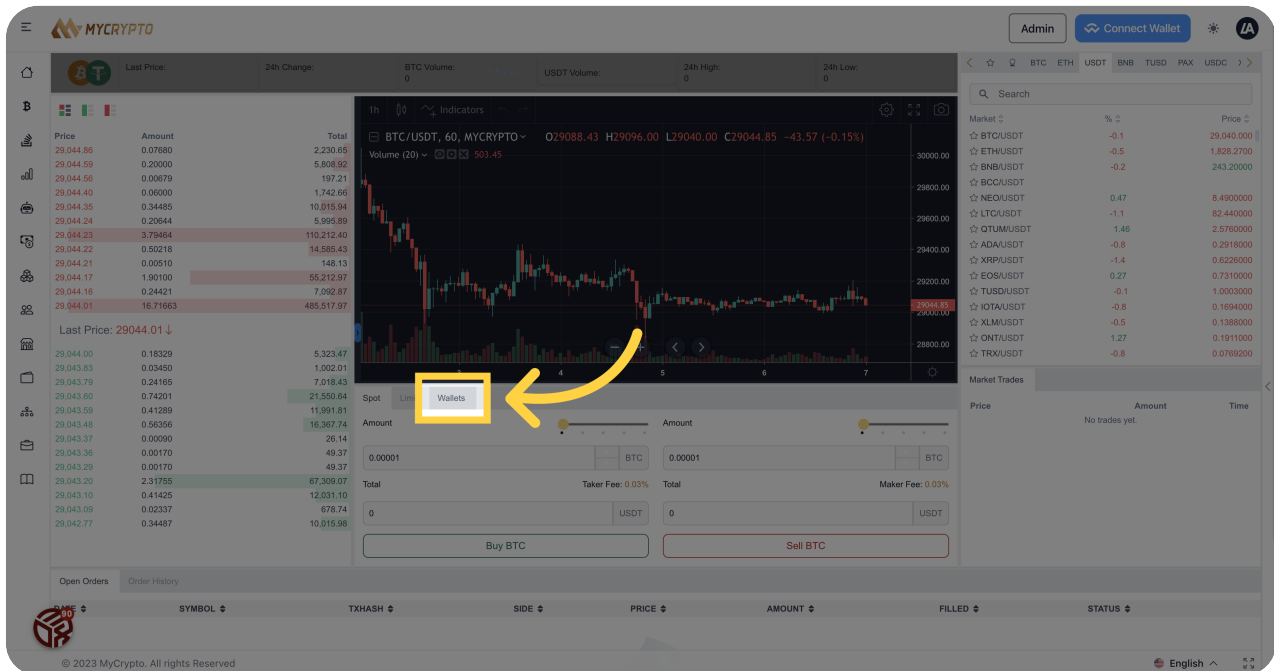 MYCRYPTO
Admin
Connect Wallet
Last Price:
24h Change:
BTC Volume:
0
USDT Volume:
24h High:
0
24h Low:
0
BTC ETH USDT BNB TUSD PAX USDC
Search
Market % Price
BTC/USDT -0.1 29,040.000
ETH/USDT -0.5 1,828.2700
BNB/USDT -0.2 243.20000
BCC/USDT
NEO/USDT 0.47 8.4900000
LTC/USDT -1.1 82.440000
QTUM/USDT 1.46 2.5760000
ADA/USDT -0.8 0.2918000
XRP/USDT -1.4 0.6226000
EOS/USDT 0.27 0.7310000
TUSD/USDT -0.1 1.0003000
IOTA/USDT -0.8 0.1694000
XLM/USDT -0.5 0.1388000
ONT/USDT 1.27 0.1911000
TRX/USDT -0.8 0.0769200
Price Amount Total
29,044.86 0.07680 2,230.65
29,044.59 0.20000 5,808.92
29,044.56 0.00679 197.21
29,044.40 0.06000 1,742.66
29,044.35 0.34485 10,015.94
29,044.24 0.20644 5,995.89
29,044.23 3.79464 110,212.40
29,044.22 0.50218 14,585.43
29,044.21 0.00510 148.13
29,044.17 1.90100 55,212.97
29,044.16 0.24421 7,092.87
29,044.01 16.71663 485,517.97
Last Price: 29044.01↓
29,044.00 0.18329 5,323.47
29,043.83 0.03450 1,002.01
29,043.79 0.24165 7,018.43
29,043.60 0.74201 21,550.64
29,043.59 0.41289 11,991.81
29,043.48 0.56356 16,367.74
29,043.37 0.00090 26.14
29,043.36 0.00170 49.37
29,043.29 0.00170 49.37
29,043.20 2.31755 67,309.07
29,043.10 0.41425 12,031.10
29,043.09 0.02337 678.74
29,042.77 0.34487 10,015.98
1h Indicators
BTC/USDT, 60, MYCRYPTO O29088.43 H29096.00 L29040.00 C29044.85 -43.57 (-0.15%)
Volume (20) 503.45
30000.00
29800.00
29600.00
29400.00
29200.00
29044.85
29000.00
28800.00
3 4 5 6 7
Spot
Wallets
Amount
0.00001 BTC
Total Taker Fee: 0.03%
0 USDT
Buy BTC
Amount
0.00001 BTC
Total Maker Fee: 0.03%
0 USDT
Sell BTC
Market Trades
Price Amount Time
No trades yet.
Open Orders Order History
DATE SYMBOL TXHASH SIDE PRICE AMOUNT FILLED STATUS
90
© 2023 MyCrypto. All rights Reserved
English